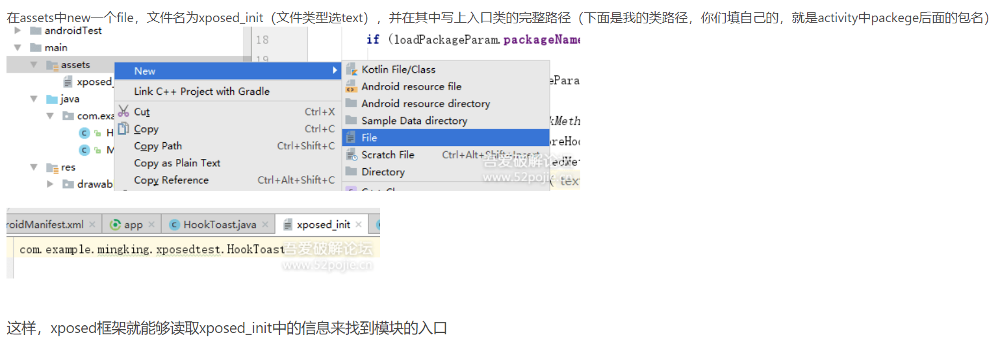 在assets中new一个file，文件名为xposed_init（文件类型选text），并在其中写上入口类的完整路径（下面是我的类路径，你们填自己的，就是activity中packege后面的包名）
androidTest
main
assets
xposed_
java
com.exa
H
M
res
drawab
18
19
if (loadPackageParam.packageName
ePara
kMeth
reHoo
edMet
( tex
New
Link C++ Project with Gradle
Cut Ctrl+X
Copy Ctrl+C
Copy Path Ctrl+Shift+C
Copy as Plain Text
Copy Reference Ctrl+Alt+Shift+C
Kotlin File/Class
Android resource file
Android resource directory
Sample Data directory
File
Scratch File Ctrl+Alt+Shift+Insert
Directory
吾爱破解论坛
www.52pojie.cn
roidManifest.xml app HookToast.java xposed_init
com.example.mingking.xposedtest.HookToast
吾爱破解论坛
www.52pojie.cn
这样，xposed框架就能够读取xposed_init中的信息来找到模块的入口